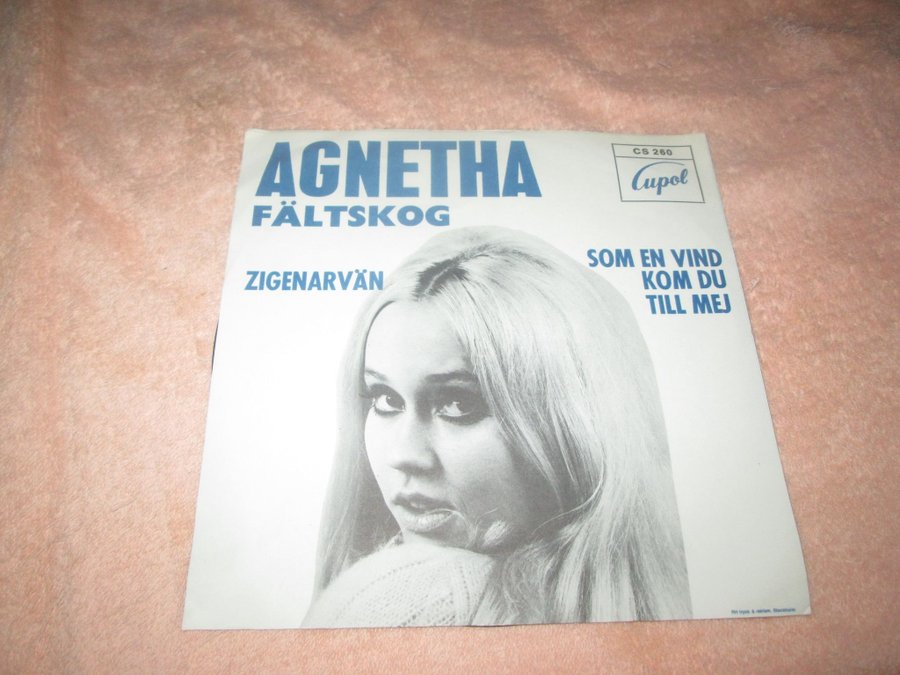 AGNETHA
FÄLTSKOG
CS 260
Cupol
ZIGENARVÄN
SOM EN VIND
KOM DU
TILL MEJ